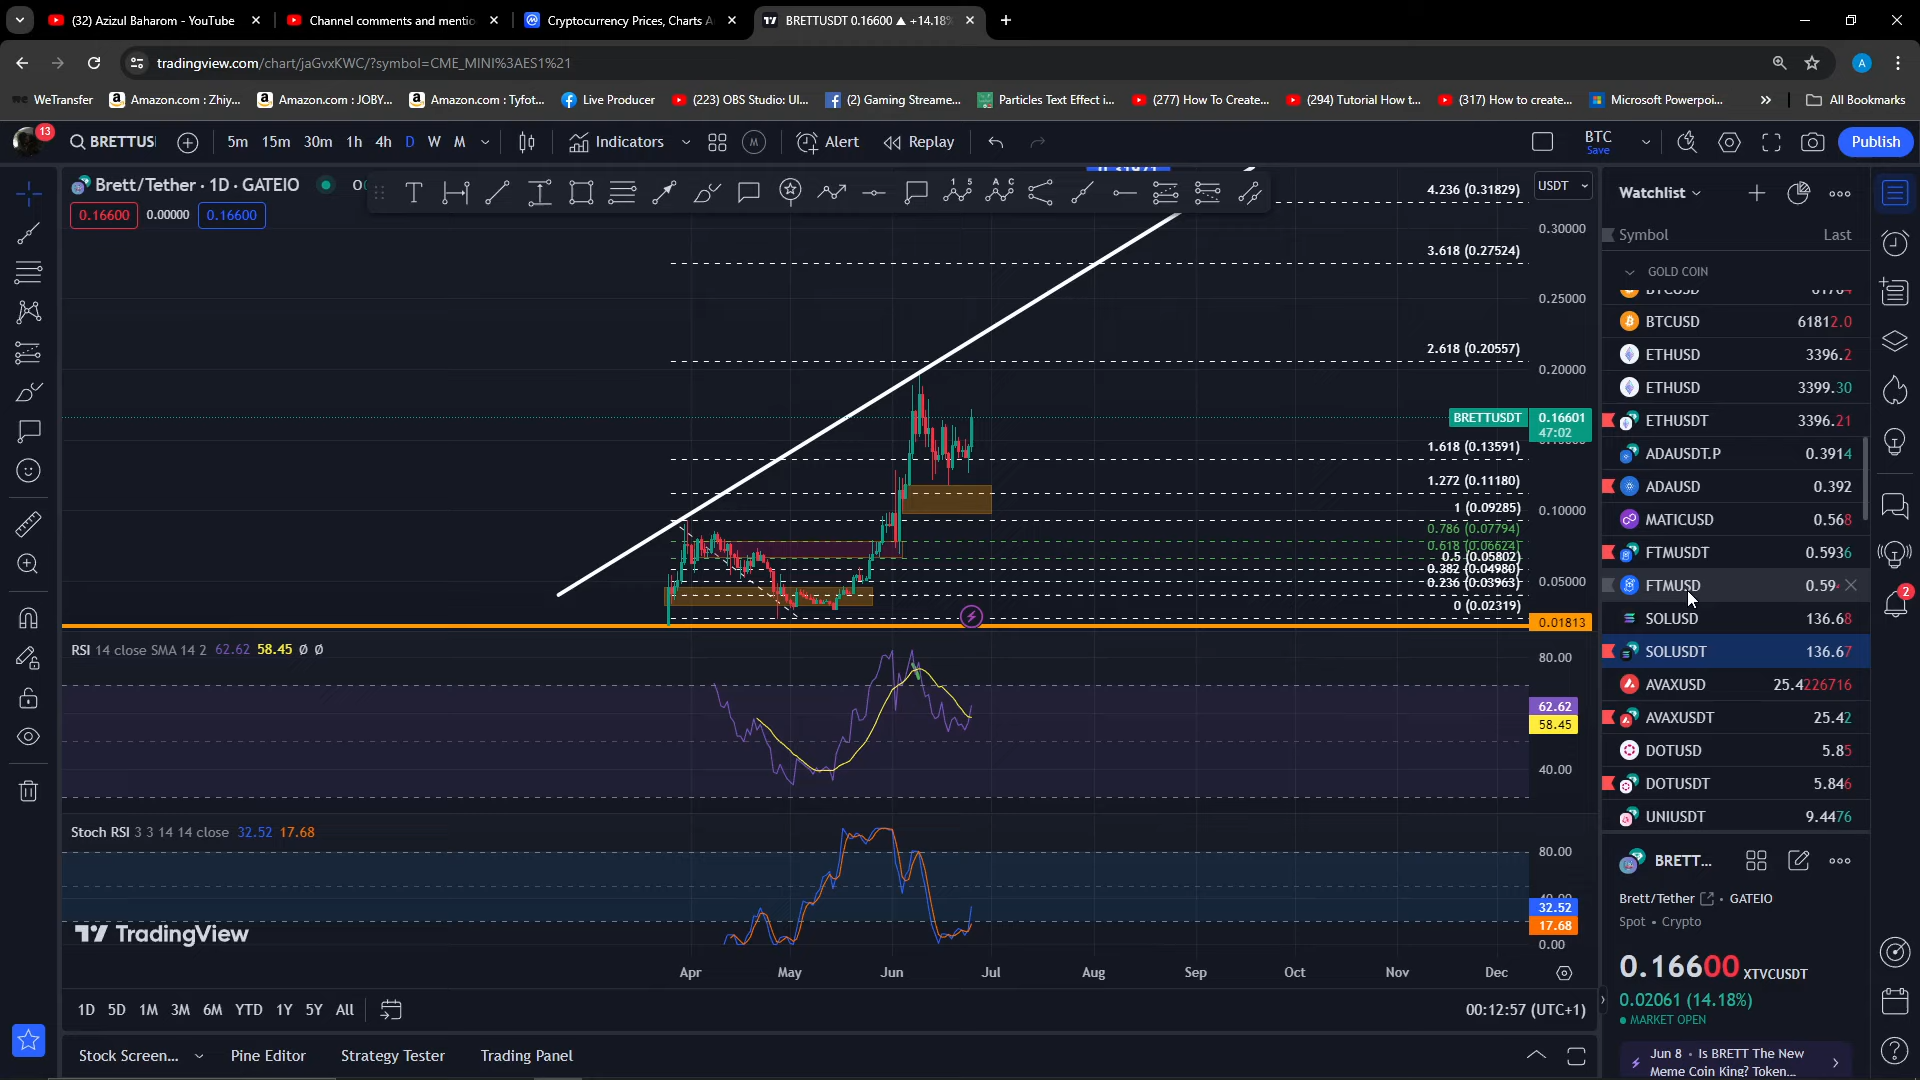 (32) Azizul Baharom - YouTube
Channel comments and mentio
Cryptocurrency Prices, Charts A
BRETTUSDT 0.16600 ▲ +14.18%
tradingview.com/chart/jaGvxKWC/?symbol=CME_MINI%3AES1%21
A
WeTransfer
Amazon.com : Zhiy...
Amazon.com : JOBY...
Amazon.com : Tyfot...
Live Producer
(223) OBS Studio: Ul...
(2) Gaming Streame...
Particles Text Effect i...
(277) How To Create...
(294) Tutorial How t...
(317) How to create...
Microsoft Powerpoi...
All Bookmarks
13
BRETTUS
5m 15m 30m 1h 4h D W M
Indicators
M
Alert
Replay
BTC
Save
Publish
Brett/Tether · 1D · GATEIO
0.16600 0.00000 0.16600
USDT
4.236 (0.31829)
3.618 (0.27524)
2.618 (0.20557)
1.618 (0.13591)
1.272 (0.11180)
1 (0.09285)
0.786 (0.07794)
0.618 (0.06624)
0.5 (0.05802)
0.382 (0.04980)
0.236 (0.03963)
0 (0.02319)
0.30000
0.25000
0.20000
BRETTUSDT 0.16601
47:02
0.10000
0.05000
0.01813
RSI 14 close SMA 14 2 62.62 58.45 Ø Ø
80.00
62.62
58.45
40.00
Stoch RSI 3 3 14 14 close 32.52 17.68
80.00
32.52
17.68
0.00
TradingView
Apr May Jun Jul Aug Sep Oct Nov Dec
1D 5D 1M 3M 6M YTD 1Y 5Y All
00:12:57 (UTC+1)
Stock Screen...
Pine Editor
Strategy Tester
Trading Panel
Watchlist
Symbol Last
GOLD COIN
BTCUSD 61812.0
ETHUSD 3396.2
ETHUSD 3399.30
ETHUSDT 3396.21
ADAUSDT.P 0.3914
ADAUSD 0.392
MATICUSD 0.568
FTMUSDT 0.5936
FTMUSD 0.59
SOLUSD 136.68
SOLUSDT 136.67
AVAXUSD 25.4226716
AVAXUSDT 25.42
DOTUSD 5.85
DOTUSDT 5.846
UNIUSDT 9.4476
BRETT...
Brett/Tether · GATEIO
Spot • Crypto
0.16600 XTVCUSDT
0.02061 (14.18%)
MARKET OPEN
Jun 8 • Is BRETT The New
Meme Coin King? Token...
2